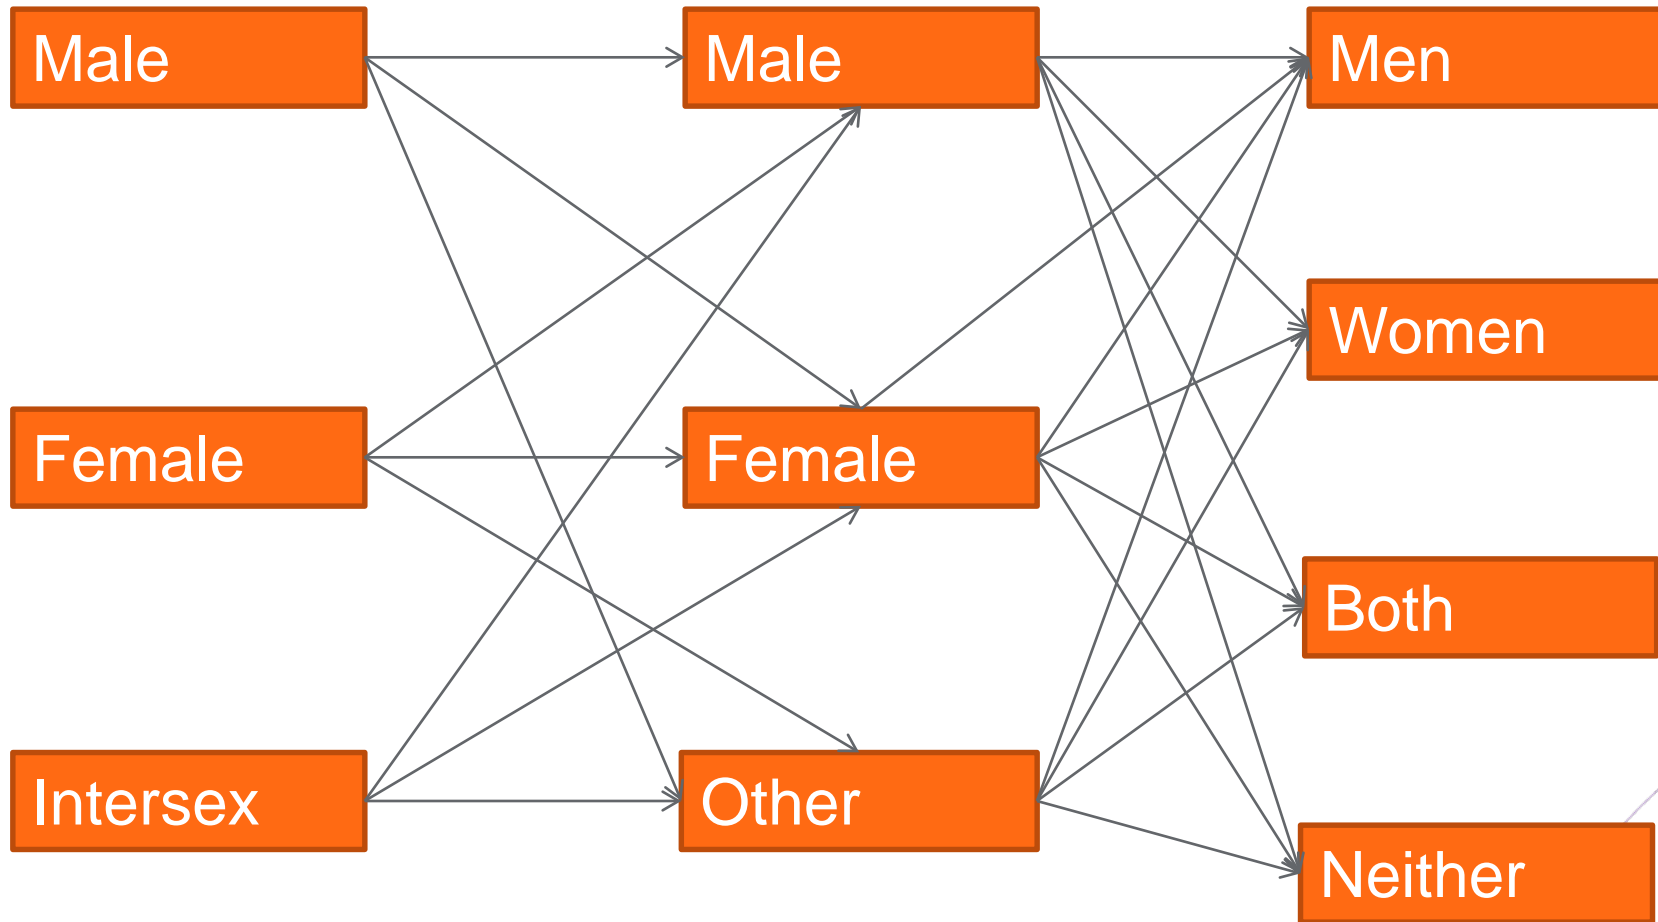 Male
Male
Men
Women
Female
Female
Both
Intersex
Other
Neither